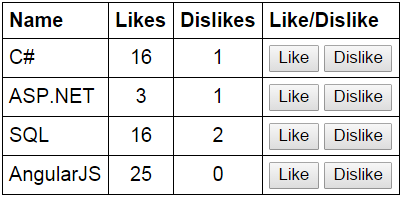 Name Likes Dislikes Like/Dislike
C# 16 1 Like Dislike
ASP.NET 3 1 Like Dislike
SQL 16 2 Like Dislike
AngularJS 25 0 Like Dislike